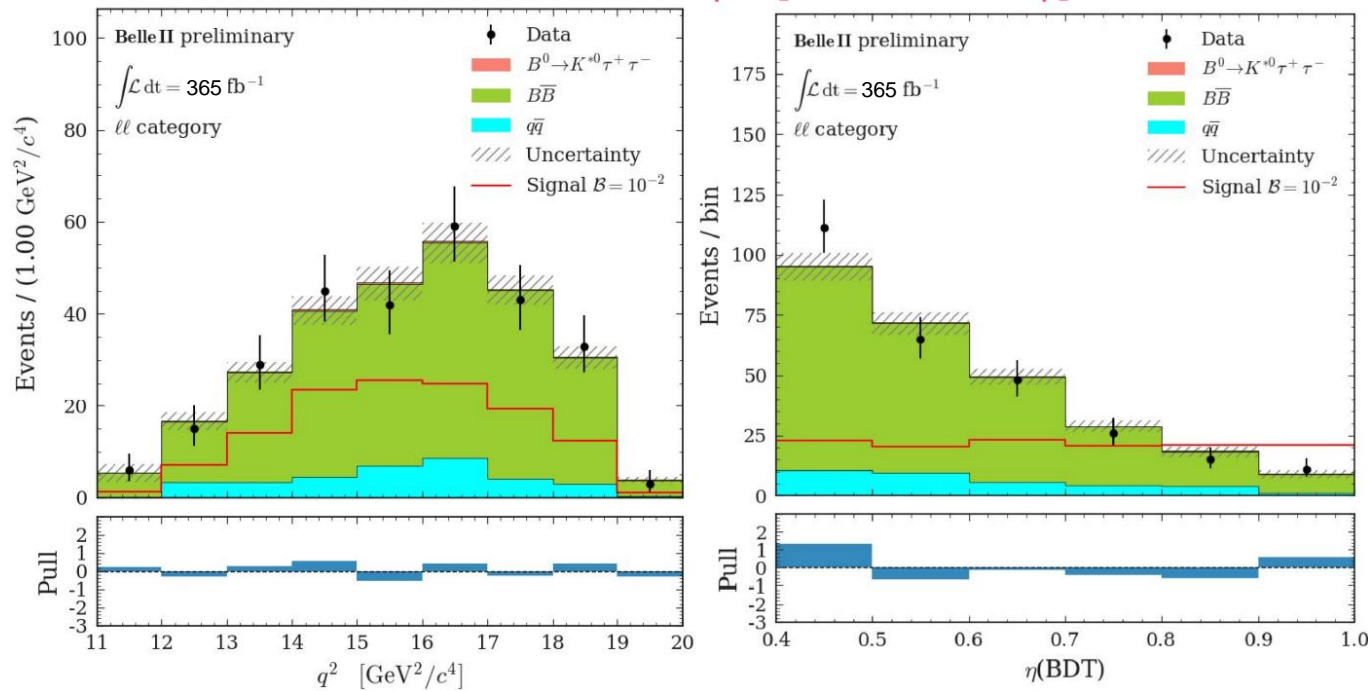 Belle II preliminary
∫ℒ dt = 365 fb⁻¹
ℓℓ category
Data
B⁰→K*⁰τ⁺τ⁻
BB̅
qq̅
Uncertainty
Signal ℬ = 10⁻²
Events / (1.00 GeV²/c⁴)
100
80
60
40
20
0
Pull
2
1
0
-1
-2
-3
11 12 13 14 15 16 17 18 19 20
q² [GeV²/c⁴]
Belle II preliminary
∫ℒ dt = 365 fb⁻¹
ℓℓ category
Data
B⁰→K*⁰τ⁺τ⁻
BB̅
qq̅
Uncertainty
Signal ℬ = 10⁻²
Events / bin
175
150
125
100
75
50
25
0
Pull
2
1
0
-1
-2
-3
0.4 0.5 0.6 0.7 0.8 0.9 1.0
η(BDT)